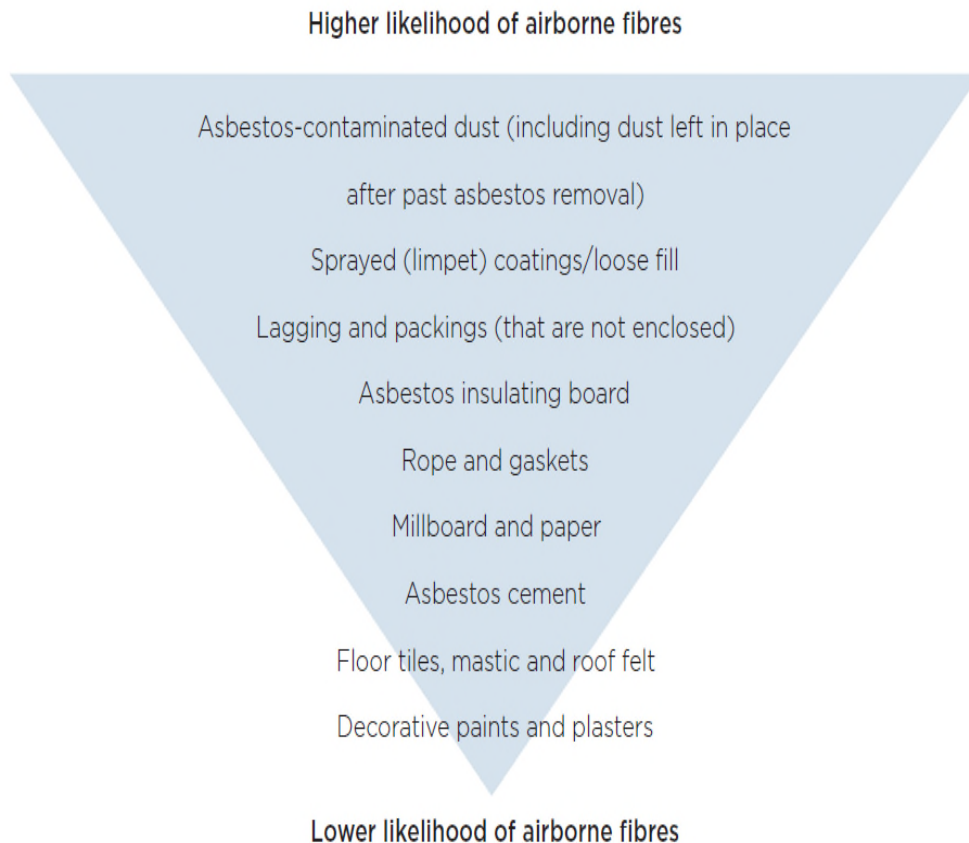 Higher likelihood of airborne fibres
Asbestos-contaminated dust (including dust left in place
after past asbestos removal)
Sprayed (limpet) coatings/loose fill
Lagging and packings (that are not enclosed)
Asbestos insulating board
Rope and gaskets
Millboard and paper
Asbestos cement
Floor tiles, mastic and roof felt
Decorative paints and plasters
Lower likelihood of airborne fibres